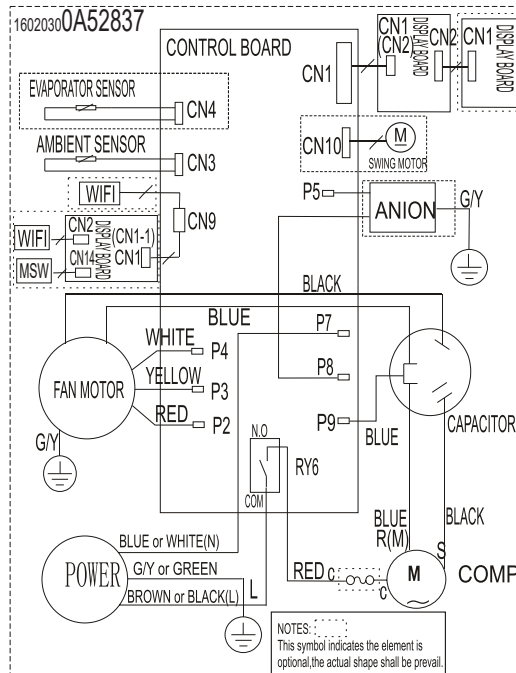 16020300A52837
CONTROL BOARD
EVAPORATOR SENSOR
CN4
AMBIENT SENSOR
CN3
WIFI
CN9
WIFI
MSW
CN2
CN14
DISPLAY BOARD
(CN1-1)
CN1
CN1
CN1
(CN2)
DISPLAY BOARD
CN2
CN1
DISPLAY BOARD
CN10
M
SWING MOTOR
P5
ANION
G/Y
BLACK
BLUE
WHITE
P4
P7
FAN MOTOR
YELLOW
P3
P8
RED
P2
P9
BLUE
CAPACITOR
G/Y
N.O
RY6
COM
BLUE
R(M)
BLACK
S
POWER
BLUE or WHITE(N)
G/Y or GREEN
BROWN or BLACK(L)
L
RED
C
C
M
~
COMP
NOTES:
This symbol indicates the element is
optional,the actual shape shall be prevail.